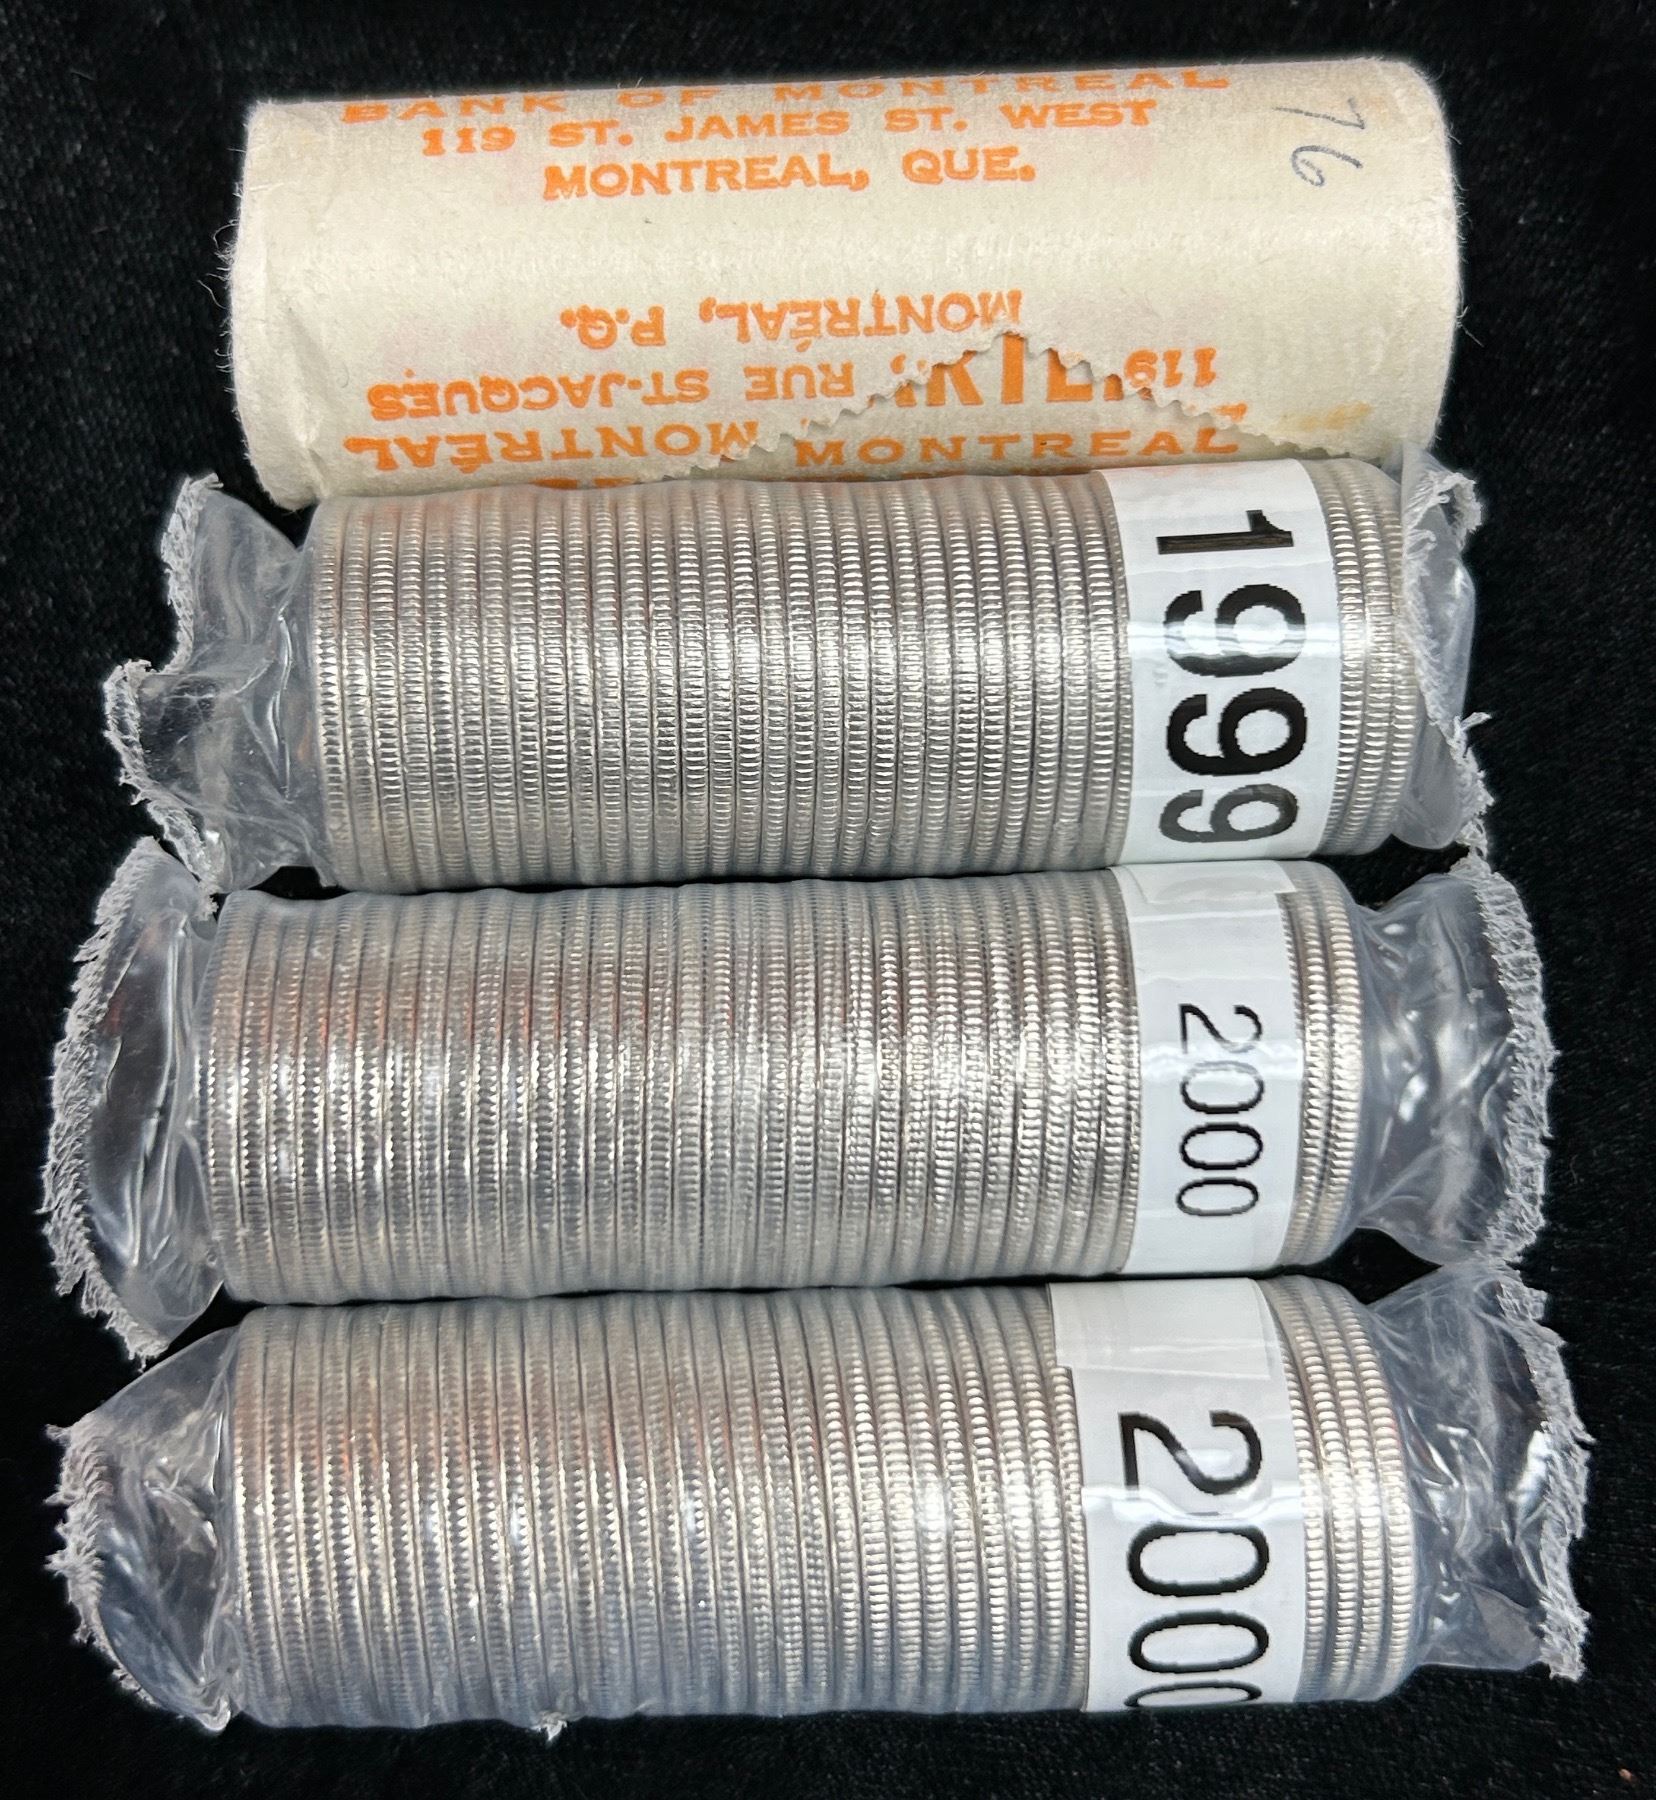 BANK OF MONTREAL
119 ST. JAMES ST. WEST
MONTREAL, QUE.
76
MONTRÉAL, P.Q.
119, RUE ST-JACQUES
MONTRÉAL
MONTREAL
1999
2000
2000